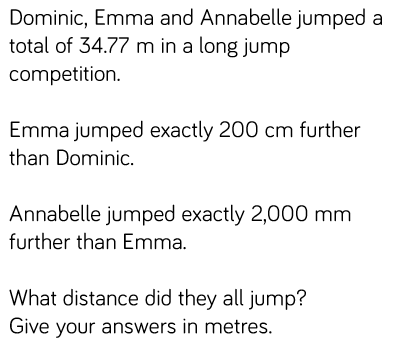 Dominic, Emma and Annabelle jumped a
total of 34.77 m in a long jump
competition.
Emma jumped exactly 200 cm further
than Dominic.
Annabelle jumped exactly 2,000 mm
further than Emma.
What distance did they all jump?
Give your answers in metres.